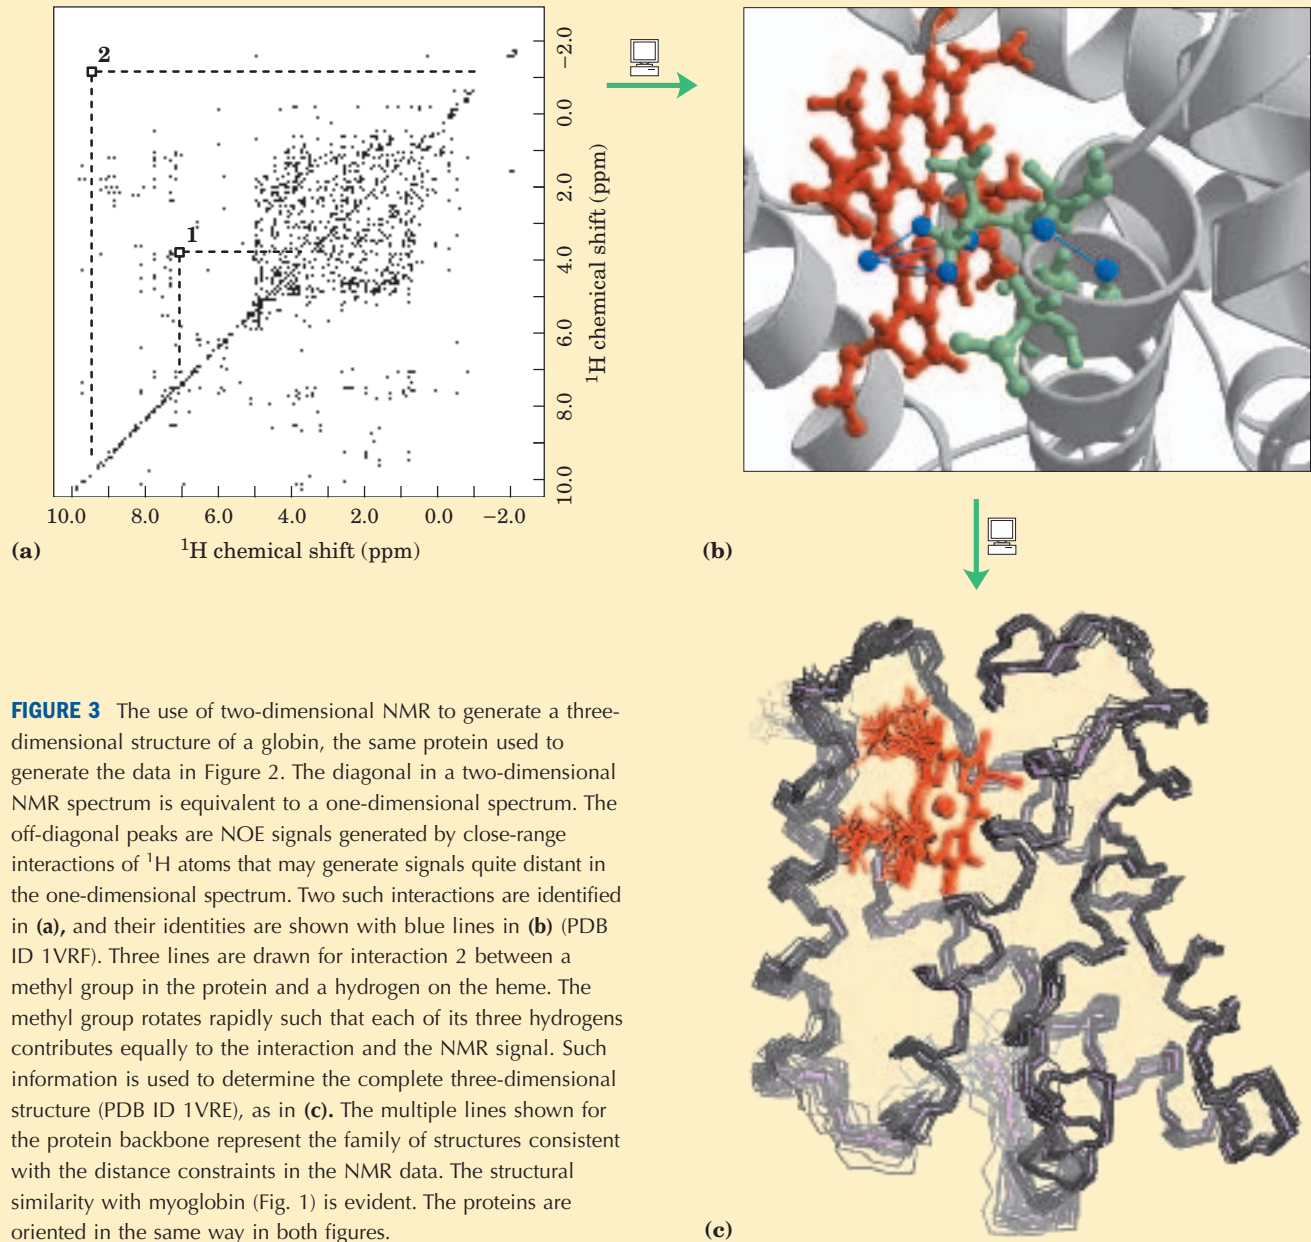 2
1
−2.0
0.0
2.0
4.0
6.0
8.0
10.0
¹H chemical shift (ppm)
10.0 8.0 6.0 4.0 2.0 0.0 −2.0
¹H chemical shift (ppm)
(a)
(b)
FIGURE 3 The use of two-dimensional NMR to generate a three-
dimensional structure of a globin, the same protein used to
generate the data in Figure 2. The diagonal in a two-dimensional
NMR spectrum is equivalent to a one-dimensional spectrum. The
off-diagonal peaks are NOE signals generated by close-range
interactions of ¹H atoms that may generate signals quite distant in
the one-dimensional spectrum. Two such interactions are identified
in (a), and their identities are shown with blue lines in (b) (PDB
ID 1VRF). Three lines are drawn for interaction 2 between a
methyl group in the protein and a hydrogen on the heme. The
methyl group rotates rapidly such that each of its three hydrogens
contributes equally to the interaction and the NMR signal. Such
information is used to determine the complete three-dimensional
structure (PDB ID 1VRE), as in (c). The multiple lines shown for
the protein backbone represent the family of structures consistent
with the distance constraints in the NMR data. The structural
similarity with myoglobin (Fig. 1) is evident. The proteins are
oriented in the same way in both figures.
(c)